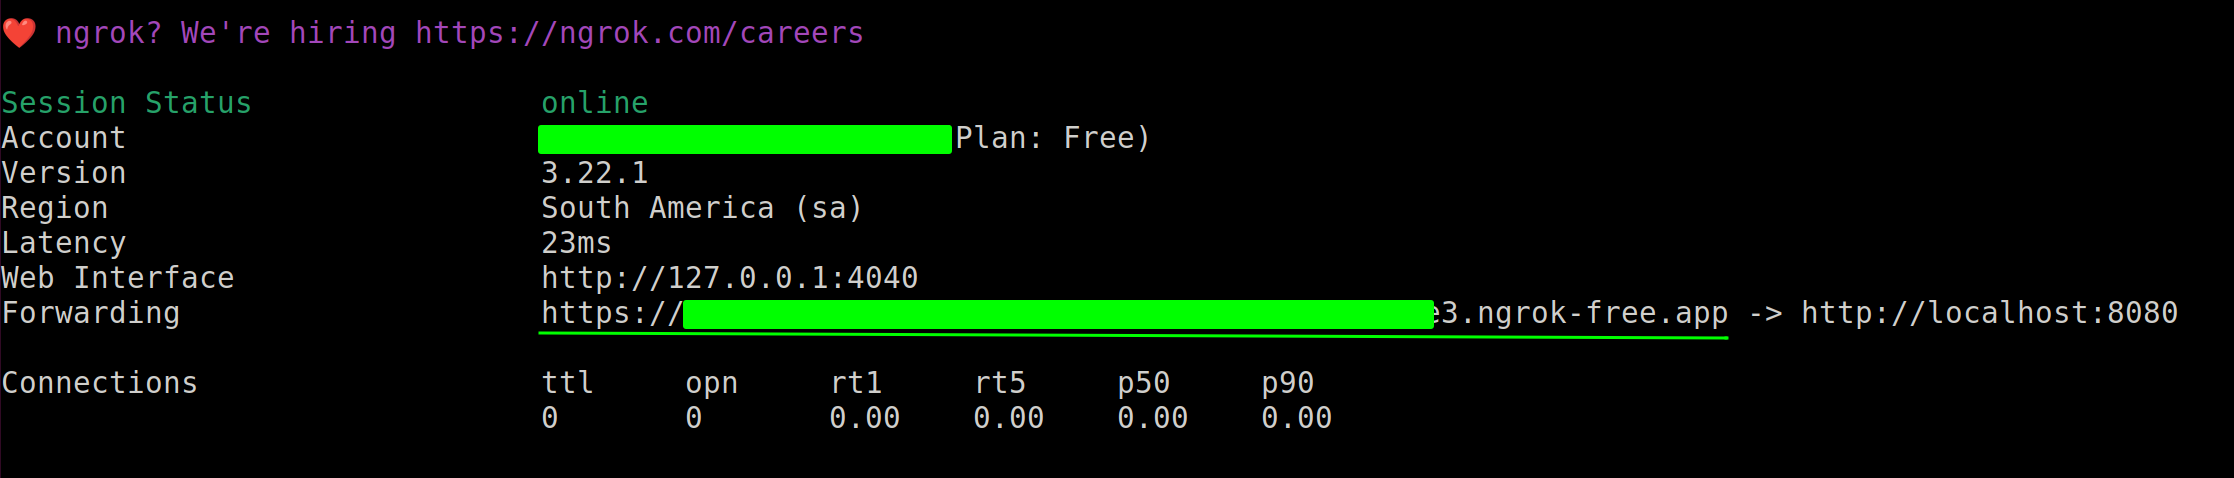 ❤️ ngrok? We're hiring https://ngrok.com/careers
Session Status online
Account Plan: Free)
Version 3.22.1
Region South America (sa)
Latency 23ms
Web Interface http://127.0.0.1:4040
Forwarding https:// e3.ngrok-free.app -> http://localhost:8080
Connections ttl opn rt1 rt5 p50 p90
0 0 0.00 0.00 0.00 0.00